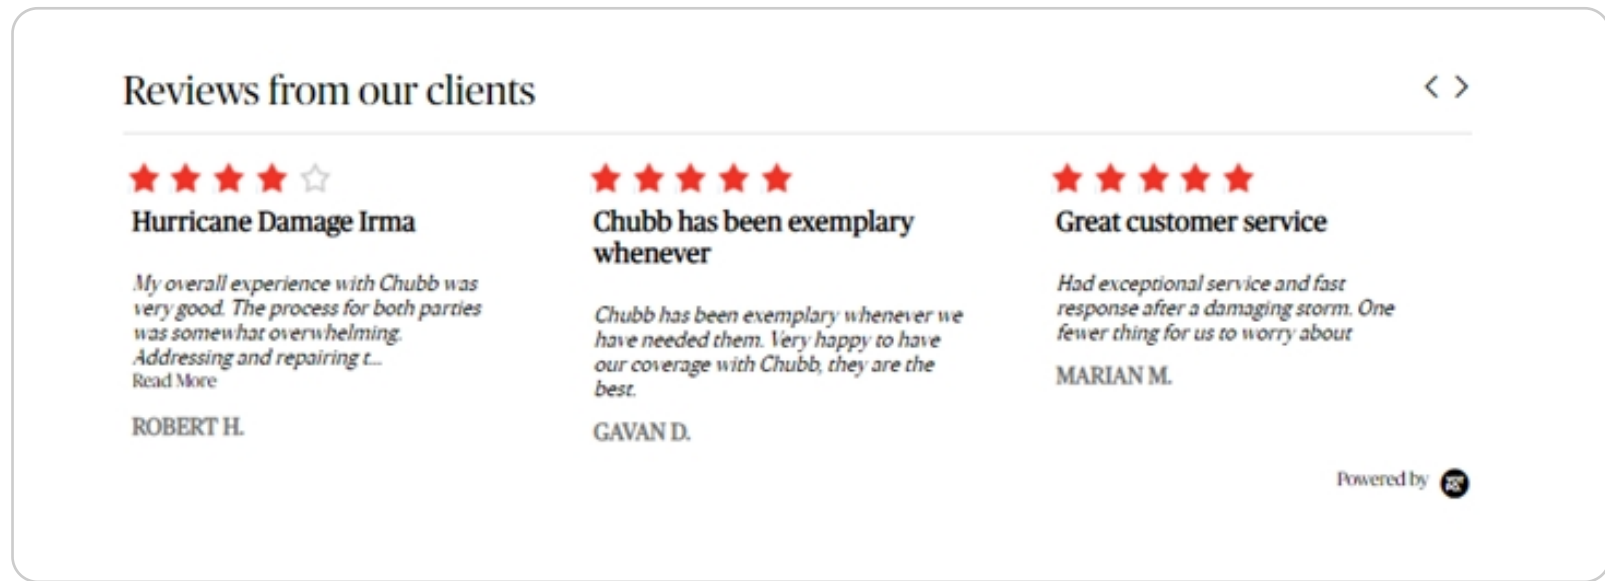 Reviews from our clients
Hurricane Damage Irma
My overall experience with Chubb was
very good. The process for both parties
was somewhat overwhelming.
Addressing and repairing t...
Read More
ROBERT H.
Chubb has been exemplary
whenever
Chubb has been exemplary whenever we
have needed them. Very happy to have
our coverage with Chubb, they are the
best.
GAVAN D.
Great customer service
Had exceptional service and fast
response after a damaging storm. One
fewer thing for us to worry about
MARIAN M.
Powered by